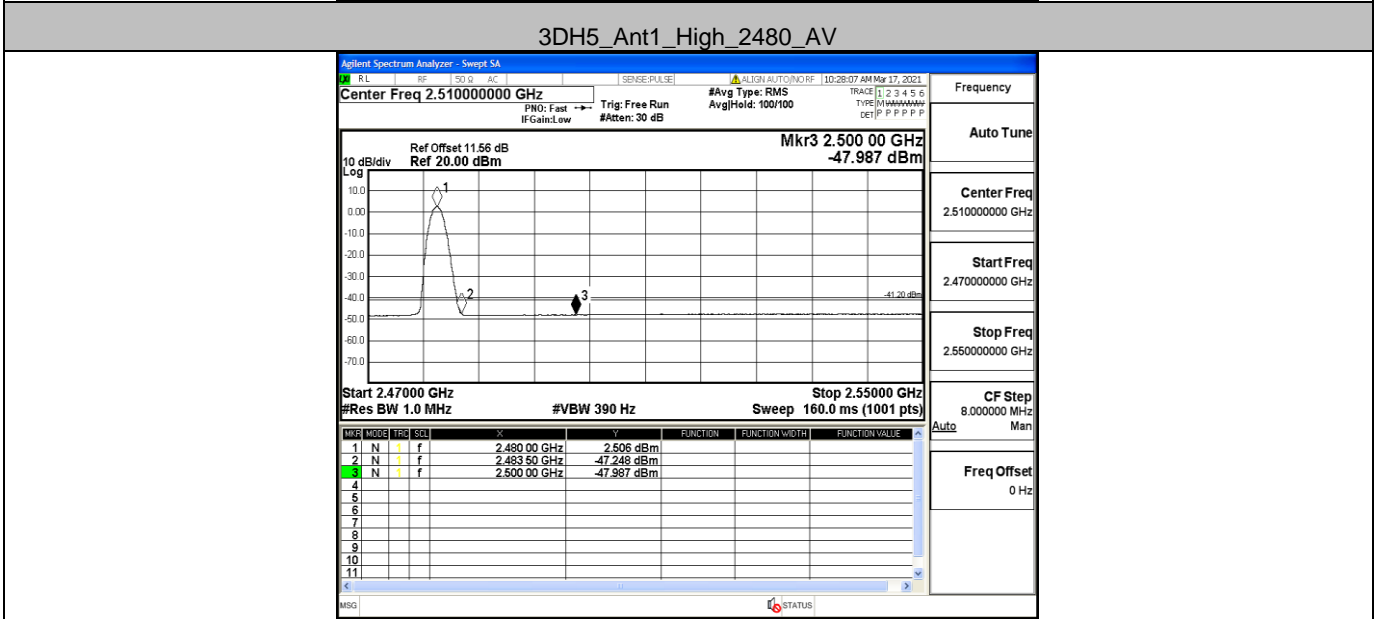 3DH5_Ant1_High_2480_AV
Agilent Spectrum Analyzer - Swept SA
RL RF 50 Ω AC SENSE:PULSE ALIGN AUTO/NO RF 10:28:07 AM Mar 17, 2021
Center Freq 2.510000000 GHz
PNO: Fast
IFGain:Low
Trig: Free Run
#Atten: 30 dB
#Avg Type: RMS
Avg|Hold: 100/100
TRACE 1 2 3 4 5 6
TYPE M
DET P P P P P P
Mkr3 2.500 00 GHz
-47.987 dBm
Ref Offset 11.56 dB
10 dB/div Ref 20.00 dBm
Log
10.0
0.00
-10.0
-20.0
-30.0
-40.0
-50.0
-60.0
-70.0
1
2
3
-41.20 dBm
Start 2.47000 GHz Stop 2.55000 GHz
#Res BW 1.0 MHz #VBW 390 Hz Sweep 160.0 ms (1001 pts)
MKR MODE TRC SCL X Y FUNCTION FUNCTION WIDTH FUNCTION VALUE
1 N 1 f 2.480 00 GHz 2.506 dBm
2 N 1 f 2.483 50 GHz -47.248 dBm
3 N 1 f 2.500 00 GHz -47.987 dBm
4
5
6
7
8
9
10
11
MSG STATUS
Frequency
Auto Tune
Center Freq
2.510000000 GHz
Start Freq
2.470000000 GHz
Stop Freq
2.550000000 GHz
CF Step
8.000000 MHz
Auto Man
Freq Offset
0 Hz